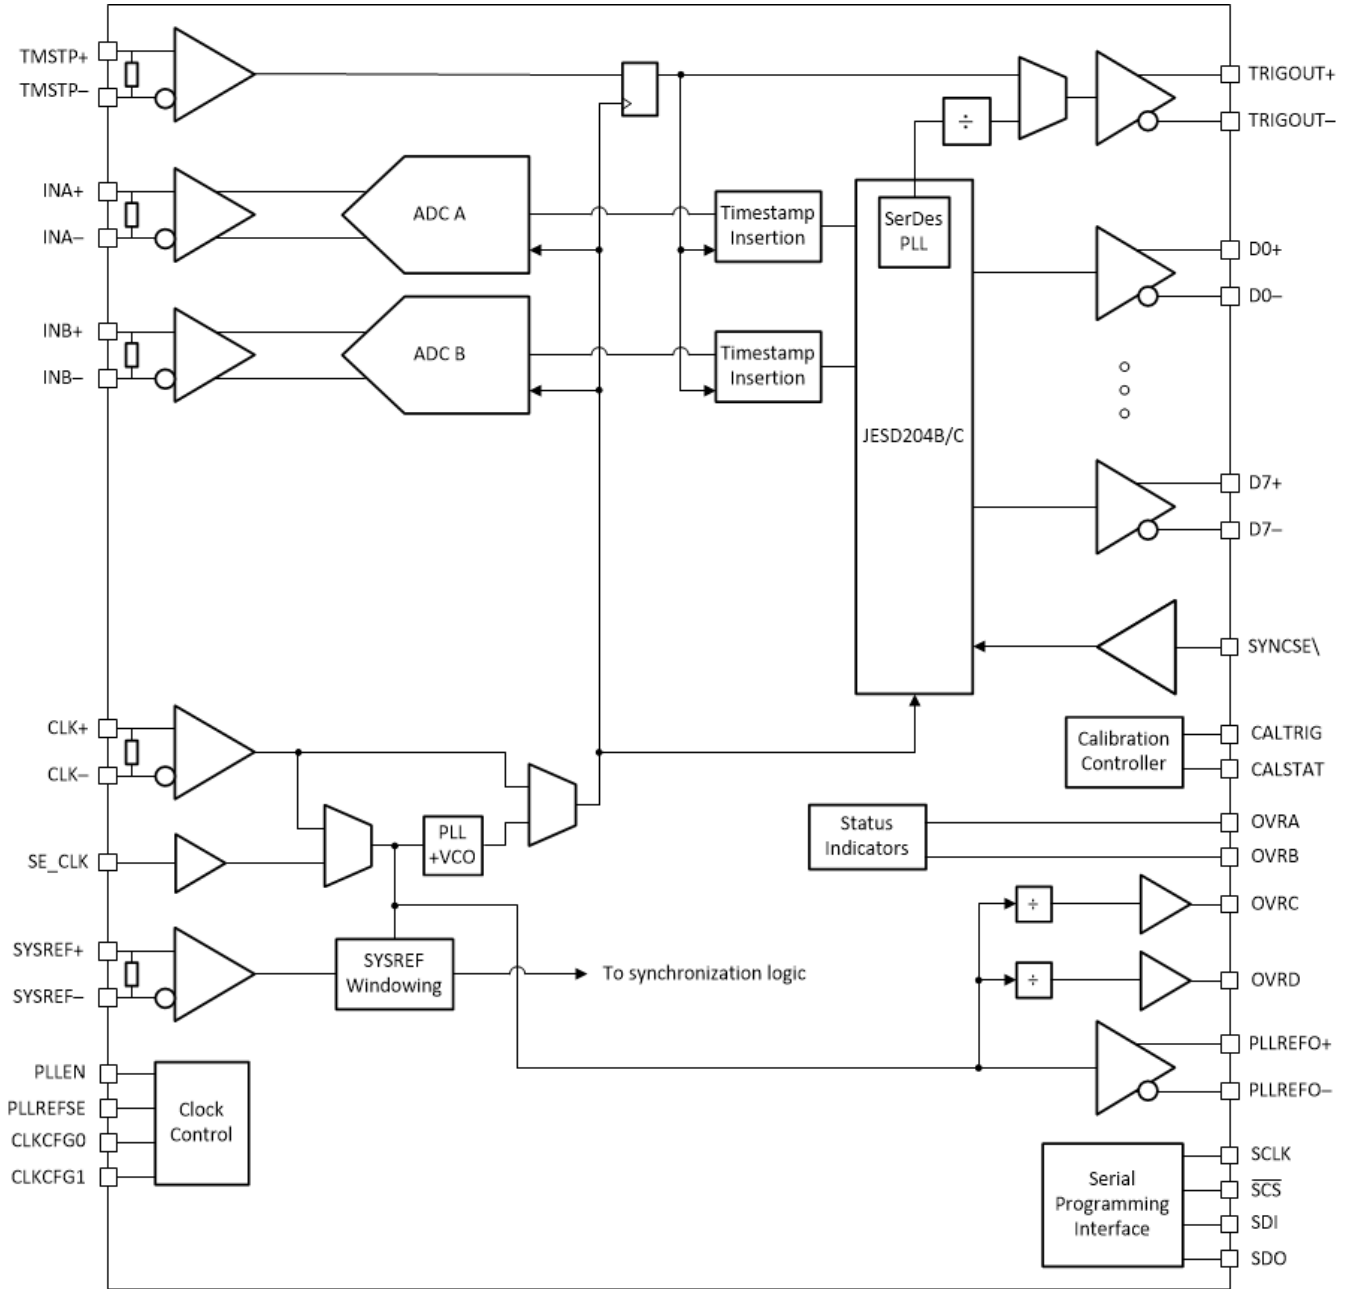 TMSTP+
TMSTP−
INA+
INA−
INB+
INB−
CLK+
CLK−
SE_CLK
SYSREF+
SYSREF−
PLLEN
PLLREFSE
CLKCFG0
CLKCFG1
ADC A
ADC B
Timestamp
Insertion
Timestamp
Insertion
÷
SerDes
PLL
JESD204B/C
PLL
+VCO
SYSREF
Windowing
To synchronization logic
Clock
Control
Calibration
Controller
Status
Indicators
÷
÷
Serial
Programming
Interface
TRIGOUT+
TRIGOUT−
D0+
D0−
D7+
D7−
SYNCSE\
CALTRIG
CALSTAT
OVRA
OVRB
OVRC
OVRD
PLLREFO+
PLLREFO−
SCLK
S̅C̅S̅
SDI
SDO